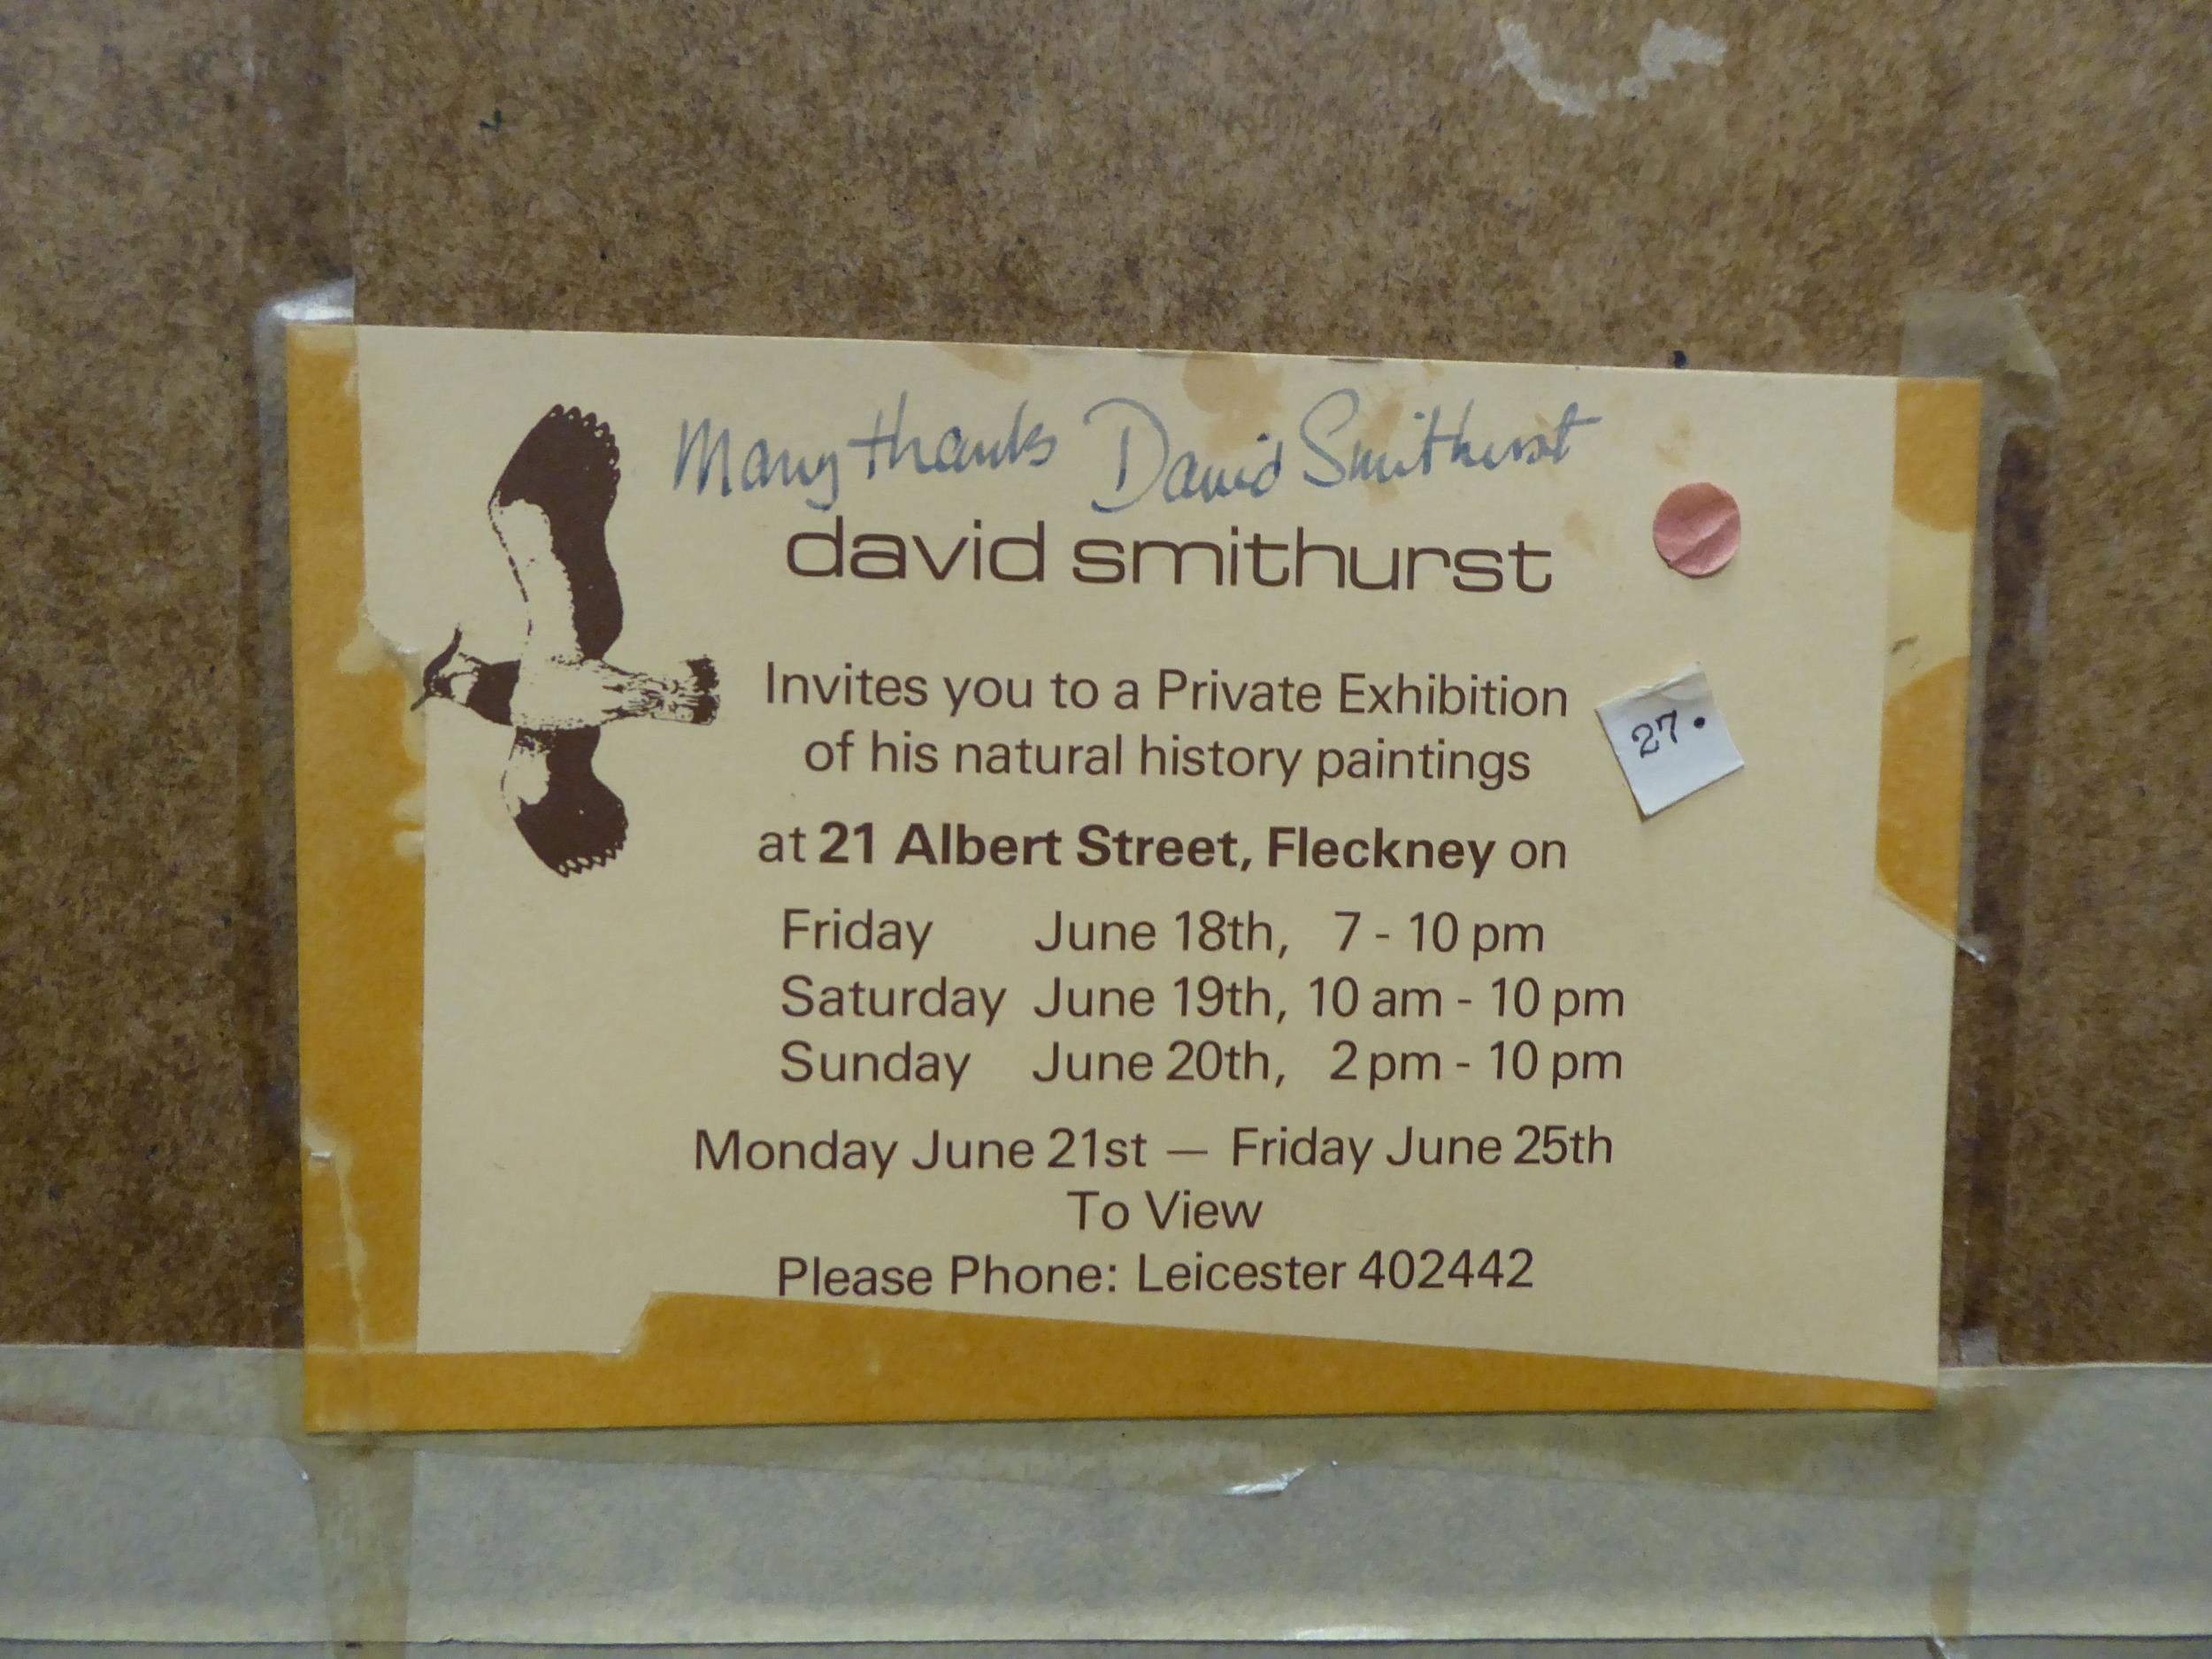 Many thanks David Smithurst
david smithurst
Invites you to a Private Exhibition
of his natural history paintings
27.
at 21 Albert Street, Fleckney on
Friday June 18th, 7 - 10 pm
Saturday June 19th, 10 am - 10 pm
Sunday June 20th, 2 pm - 10 pm
Monday June 21st — Friday June 25th
To View
Please Phone: Leicester 402442